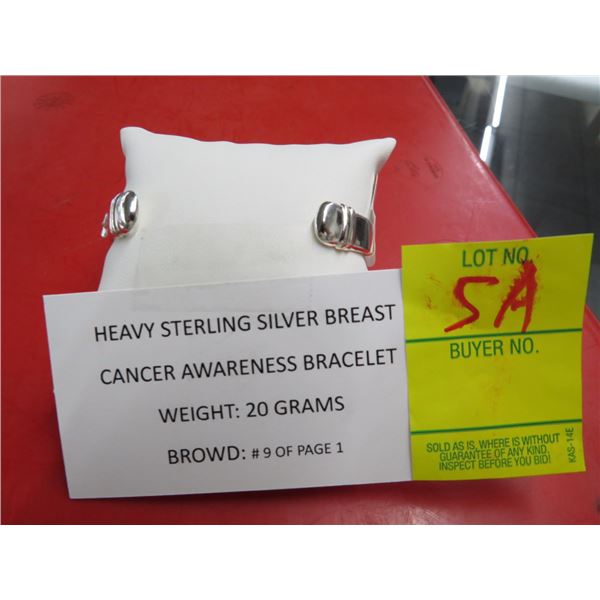 HEAVY STERLING SILVER BREAST
CANCER AWARENESS BRACELET
WEIGHT: 20 GRAMS
BROWD: # 9 OF PAGE 1
LOT NO.
5A
BUYER NO.
SOLD AS IS, WHERE IS WITHOUT
GUARANTEE OF ANY KIND.
INSPECT BEFORE YOU BID!
KAS-14E